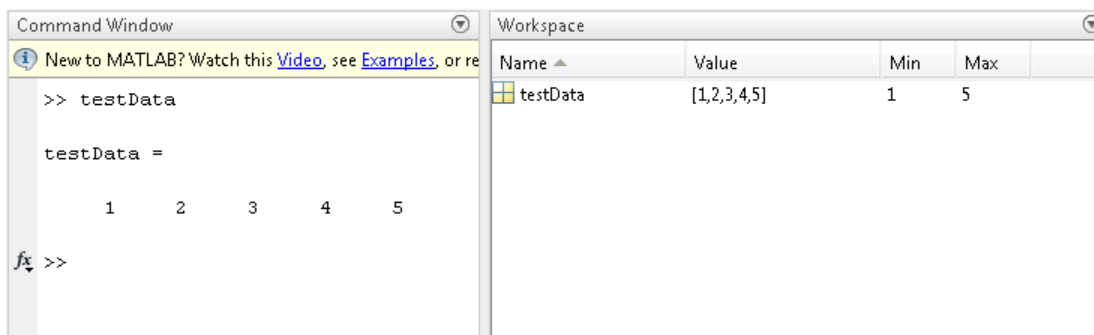 Command Window
New to MATLAB? Watch this Video, see Examples, or re
>> testData
testData =
1 2 3 4 5
fx >>
Workspace
Name Value Min Max
testData [1,2,3,4,5] 1 5